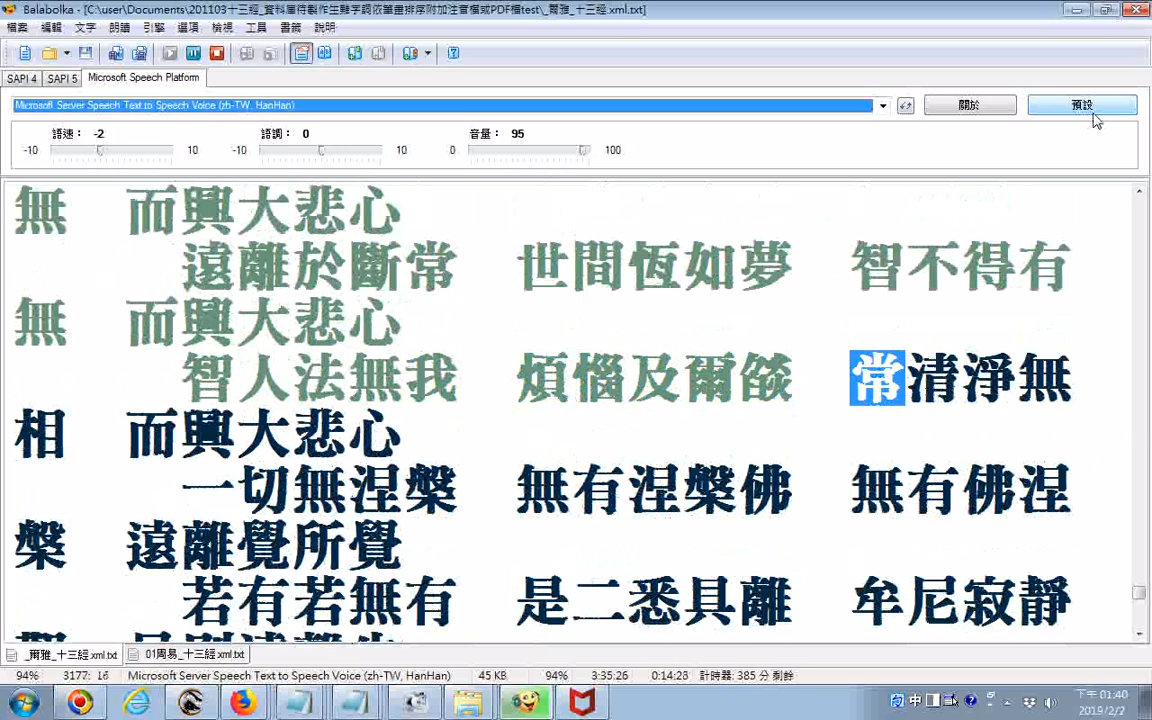 Balabolka - [C:\user\Documents\201103十三經_資料庫待製作生難字詞依筆畫排序附加注音檔或PDF檔test\_爾雅_十三經 xml.txt]
檔案 編輯 文字 朗讀 引擎 選項 檢視 工具 書籤 說明
SAPI 4 SAPI 5 Microsoft Speech Platform
Microsoft Server Speech Text to Speech Voice (zh-TW, HanHan) 關於 預設
語速： -2 語調： 0 音量： 95
-10 10 -10 10 0 100
無 而興大悲心
遠離於斷常 世間恆如夢 智不得有
無 而興大悲心
智人法無我 煩惱及爾燄 常清淨無
相 而興大悲心
一切無涅槃 無有涅槃佛 無有佛涅
槃 遠離覺所覺
若有若無有 是二悉具離 牟尼寂靜
_爾雅_十三經 xml.txt 01周易_十三經 xml.txt
94% 3177: 16 Microsoft Server Speech Text to Speech Voice (zh-TW, HanHan) 45 KB 94% 3:35:26 0:14:28 計時器: 385 分 剩餘
中 下午 01:40
2019/2/2